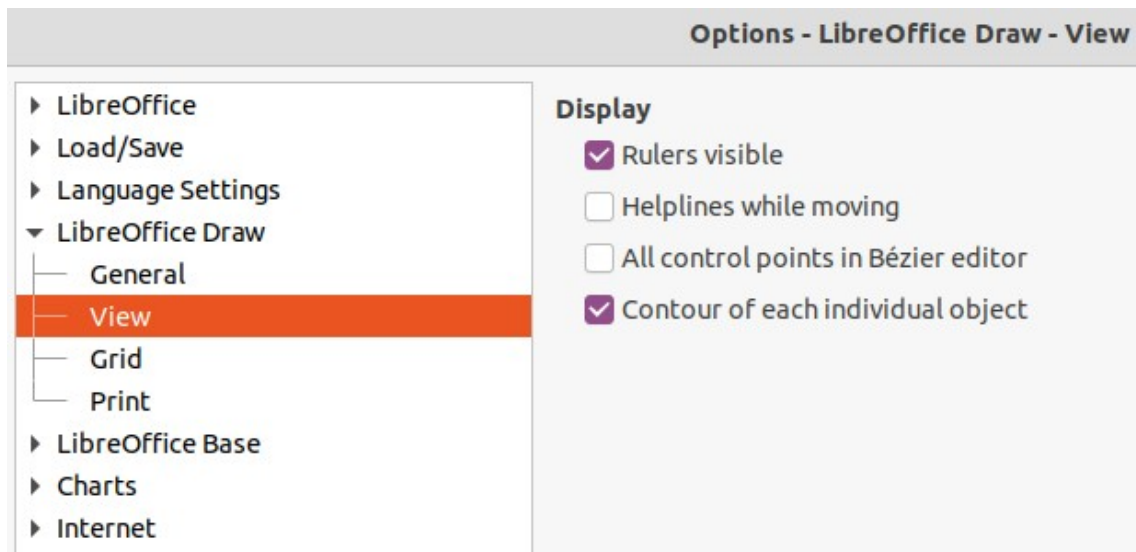 Options - LibreOffice Draw - View
LibreOffice
Load/Save
Language Settings
LibreOffice Draw
General
View
Grid
Print
LibreOffice Base
Charts
Internet
Display
Rulers visible
Helplines while moving
All control points in Bézier editor
Contour of each individual object